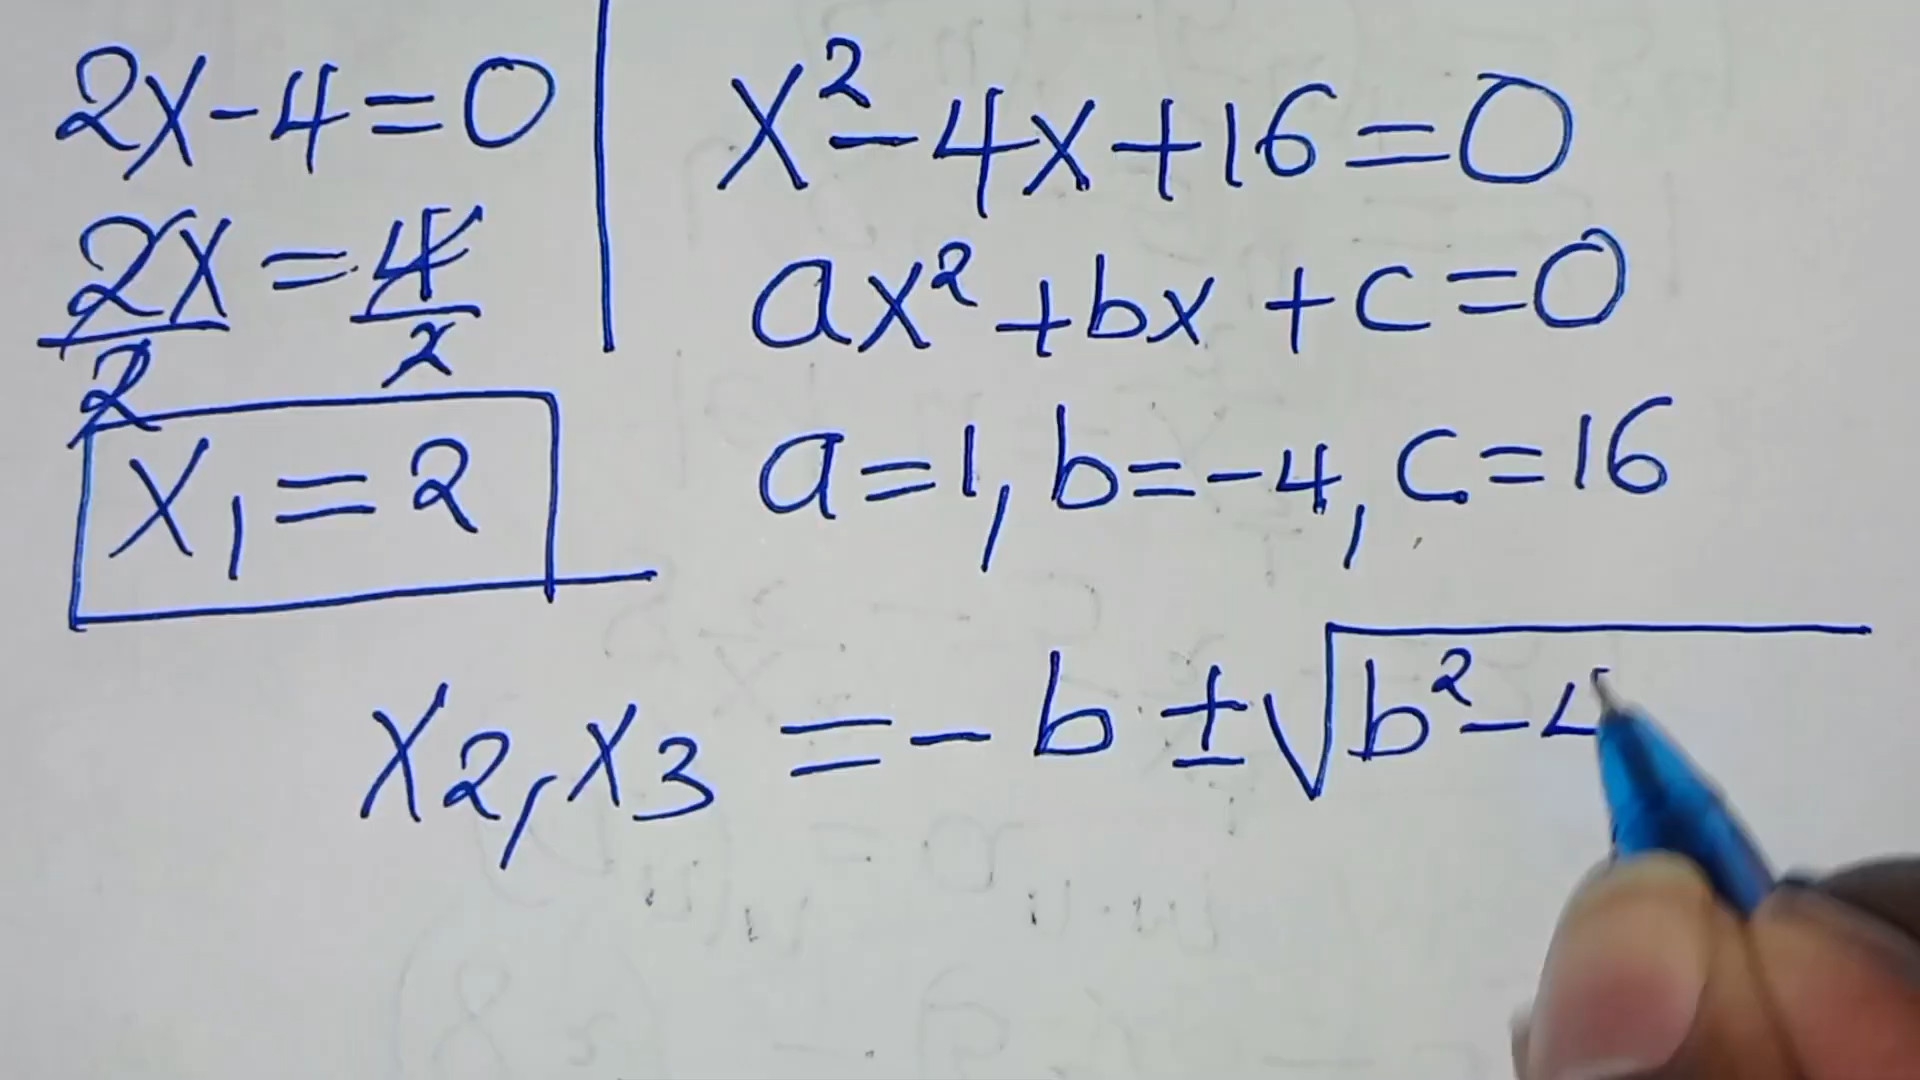 2x-4=0
2x/2 = 4/2
x₁=2
x²-4x+16=0
ax²+bx+c=0
a=1, b=-4, c=16
x₂,x₃ = -b±√b²-4